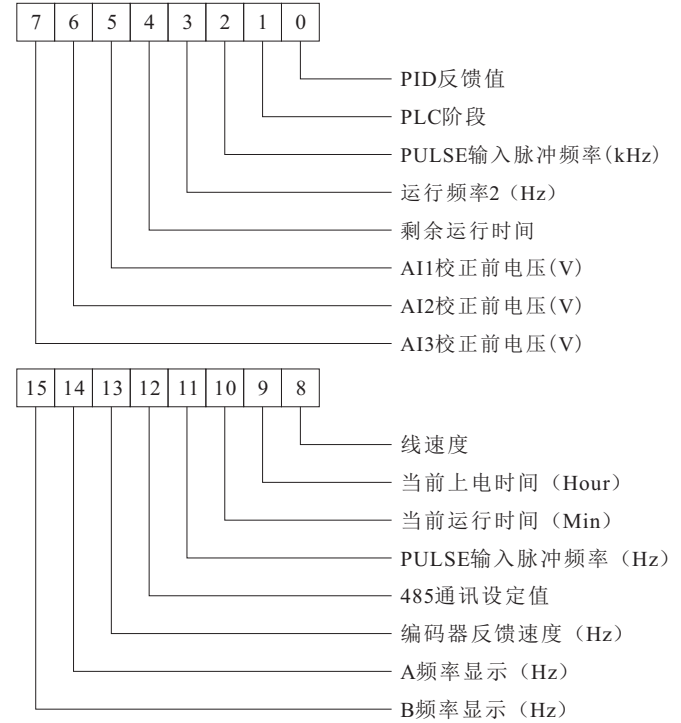 7 6 5 4 3 2 1 0
PID反馈值
PLC阶段
PULSE输入脉冲频率(kHz)
运行频率2（Hz）
剩余运行时间
AI1校正前电压(V)
AI2校正前电压(V)
AI3校正前电压(V)
15 14 13 12 11 10 9 8
线速度
当前上电时间（Hour）
当前运行时间（Min）
PULSE输入脉冲频率（Hz）
485通讯设定值
编码器反馈速度（Hz）
A频率显示（Hz）
B频率显示（Hz）